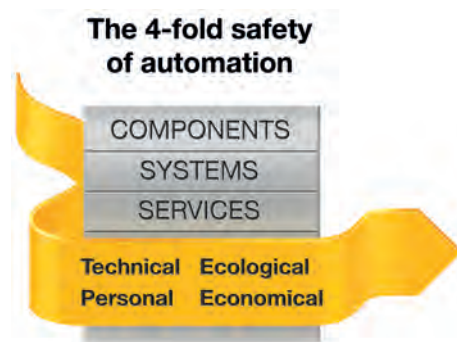 The 4-fold safety
of automation
COMPONENTS
SYSTEMS
SERVICES
Technical Ecological
Personal Economical